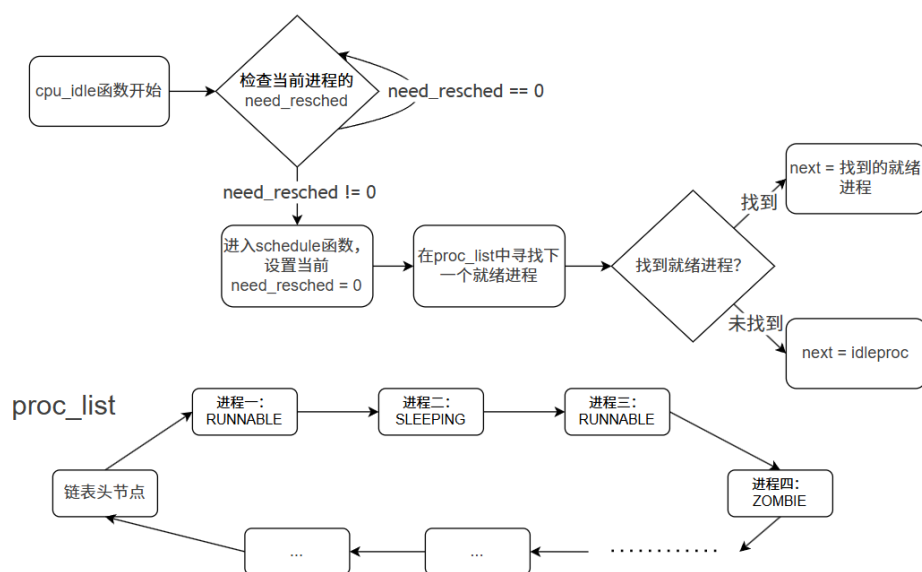 cpu_idle函数开始
检查当前进程的
need_resched
need_resched == 0
need_resched != 0
进入schedule函数，
设置当前
need_resched = 0
在proc_list中寻找下
一个就绪进程
找到就绪进程？
找到
next = 找到的就绪
进程
未找到
next = idleproc
proc_list
链表头节点
进程一：
RUNNABLE
进程二：
SLEEPING
进程三：
RUNNABLE
进程四：
ZOMBIE
............
...
...